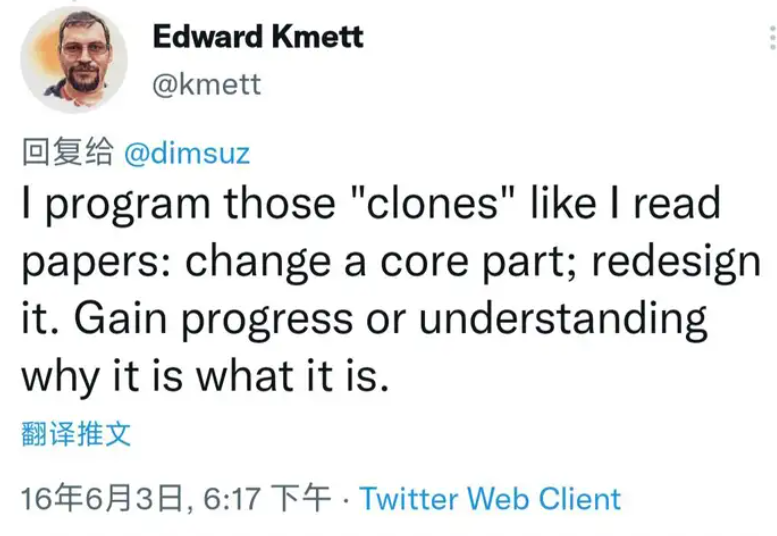 Edward Kmett
@kmett
回复给 @dimsuz
I program those "clones" like I read
papers: change a core part; redesign
it. Gain progress or understanding
why it is what it is.
翻译推文
16年6月3日, 6:17 下午 · Twitter Web Client